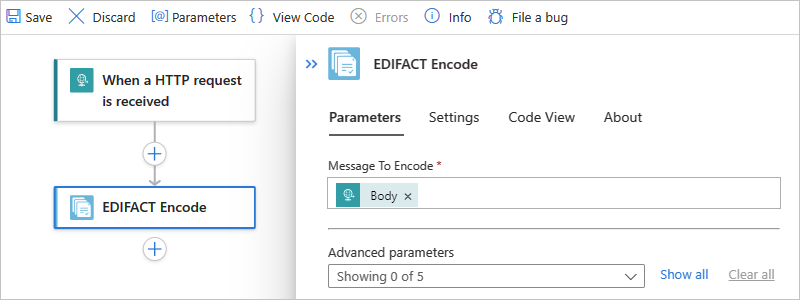 Save Discard [@] Parameters {} View Code Errors Info File a bug
When a HTTP request
is received
EDIFACT Encode
EDIFACT Encode
Parameters Settings Code View About
Message To Encode *
Body ×
Advanced parameters
Showing 0 of 5 Show all Clear all